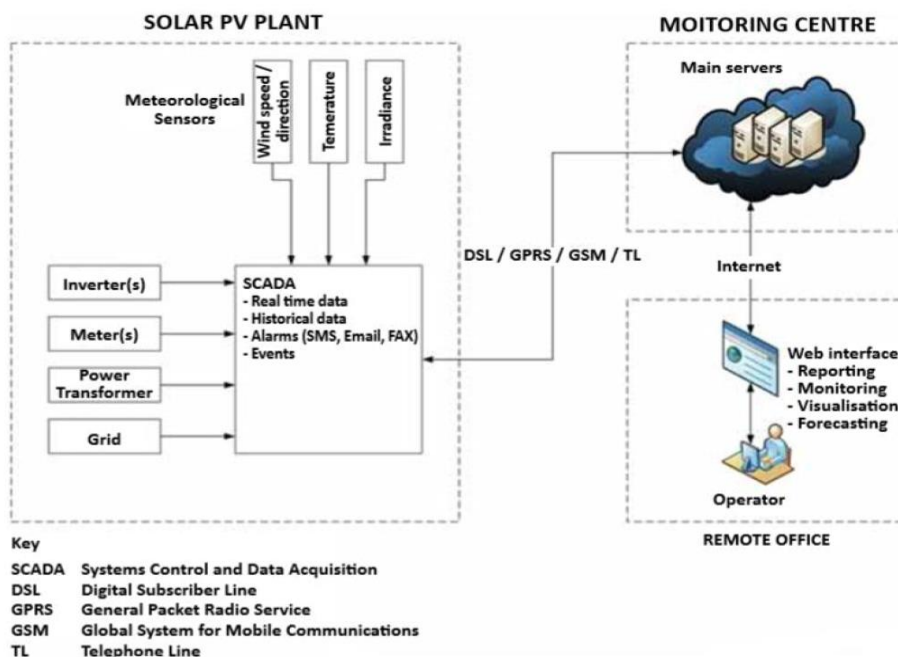 SOLAR PV PLANT
MOITORING CENTRE
Meteorological
Sensors
Wind speed /
direction
Temerature
Irradiance
Main servers
DSL / GPRS / GSM / TL
Internet
Inverter(s)
Meter(s)
Power
Transformer
Grid
SCADA
- Real time data
- Historical data
- Alarms (SMS, Email, FAX)
- Events
Web interface
- Reporting
- Monitoring
- Visualisation
- Forecasting
Operator
REMOTE OFFICE
Key
SCADA Systems Control and Data Acquisition
DSL Digital Subscriber Line
GPRS General Packet Radio Service
GSM Global System for Mobile Communications
TL Telephone Line